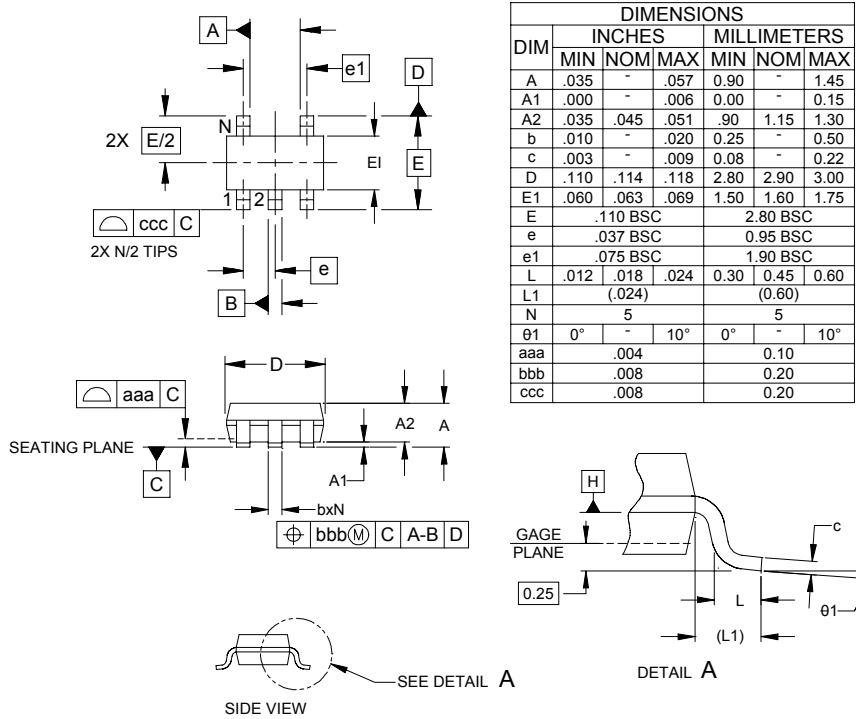 A
e1
D
N
2X E/2
EI
E
1 2
ccc C
2X N/2 TIPS
e
B
D
aaa C
A2 A
SEATING PLANE
C
A1
bxN
⌖ bbbⓂ C A-B D
SEE DETAIL A
SIDE VIEW
DIMENSIONS
DIM INCHES MILLIMETERS
MIN NOM MAX MIN NOM MAX
A .035 - .057 0.90 - 1.45
A1 .000 - .006 0.00 - 0.15
A2 .035 .045 .051 .90 1.15 1.30
b .010 - .020 0.25 - 0.50
c .003 - .009 0.08 - 0.22
D .110 .114 .118 2.80 2.90 3.00
E1 .060 .063 .069 1.50 1.60 1.75
E .110 BSC 2.80 BSC
e .037 BSC 0.95 BSC
e1 .075 BSC 1.90 BSC
L .012 .018 .024 0.30 0.45 0.60
L1 (.024) (0.60)
N 5 5
θ1 0° - 10° 0° - 10°
aaa .004 0.10
bbb .008 0.20
ccc .008 0.20
H
GAGE
PLANE
c
0.25
L
θ1
(L1)
DETAIL A